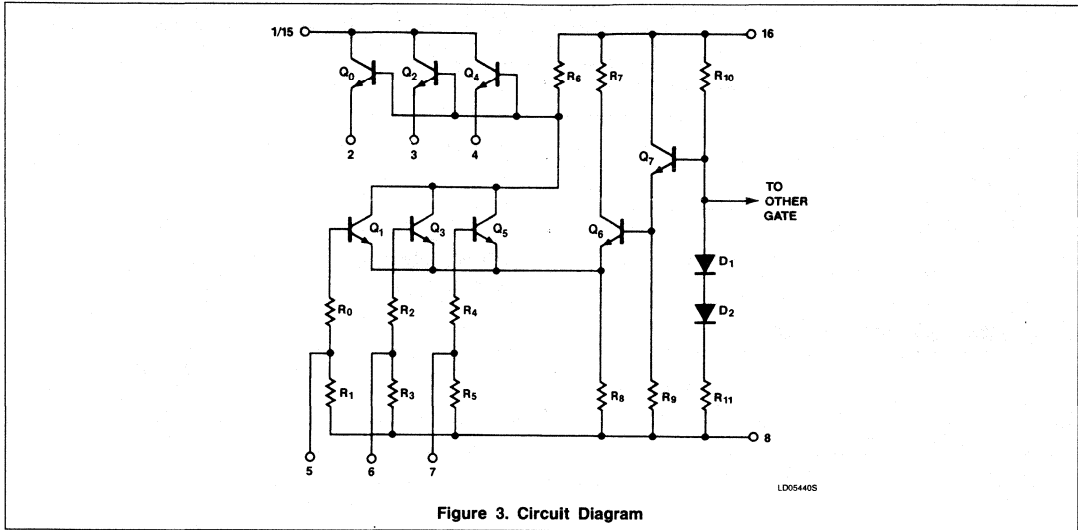 1/15
16
Q0
Q2
Q4
R6
R7
R10
2
3
4
Q7
TO
OTHER
GATE
Q1
Q3
Q5
Q6
D1
D2
R0
R2
R4
R1
R3
R5
R8
R9
R11
8
5
6
7
LD05440S
Figure 3. Circuit Diagram